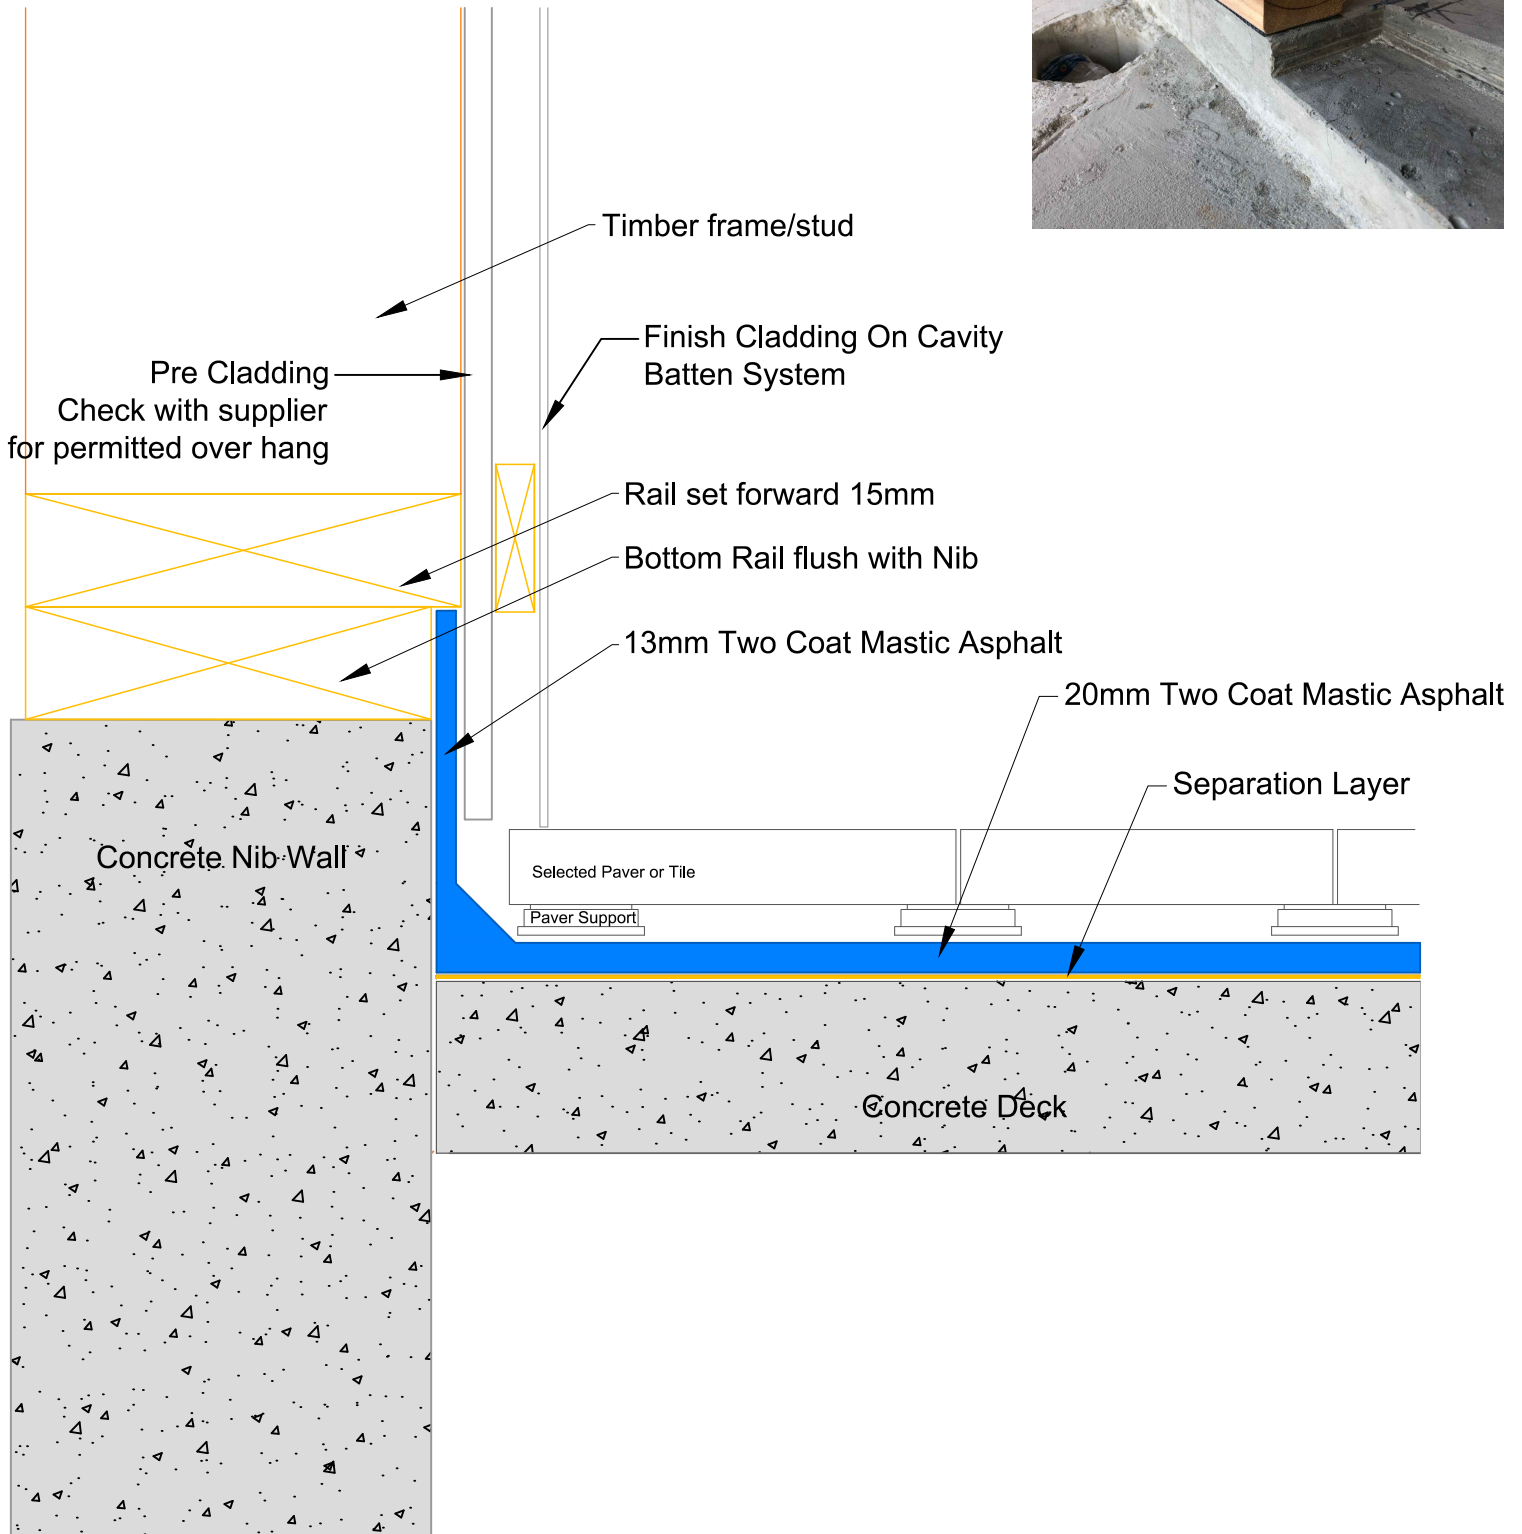 Timber frame/stud
Finish Cladding On Cavity
Batten System
Pre Cladding
Check with supplier
for permitted over hang
Rail set forward 15mm
Bottom Rail flush with Nib
13mm Two Coat Mastic Asphalt
20mm Two Coat Mastic Asphalt
Separation Layer
Concrete Nib Wall
Selected Paver or Tile
Paver Support
Concrete Deck